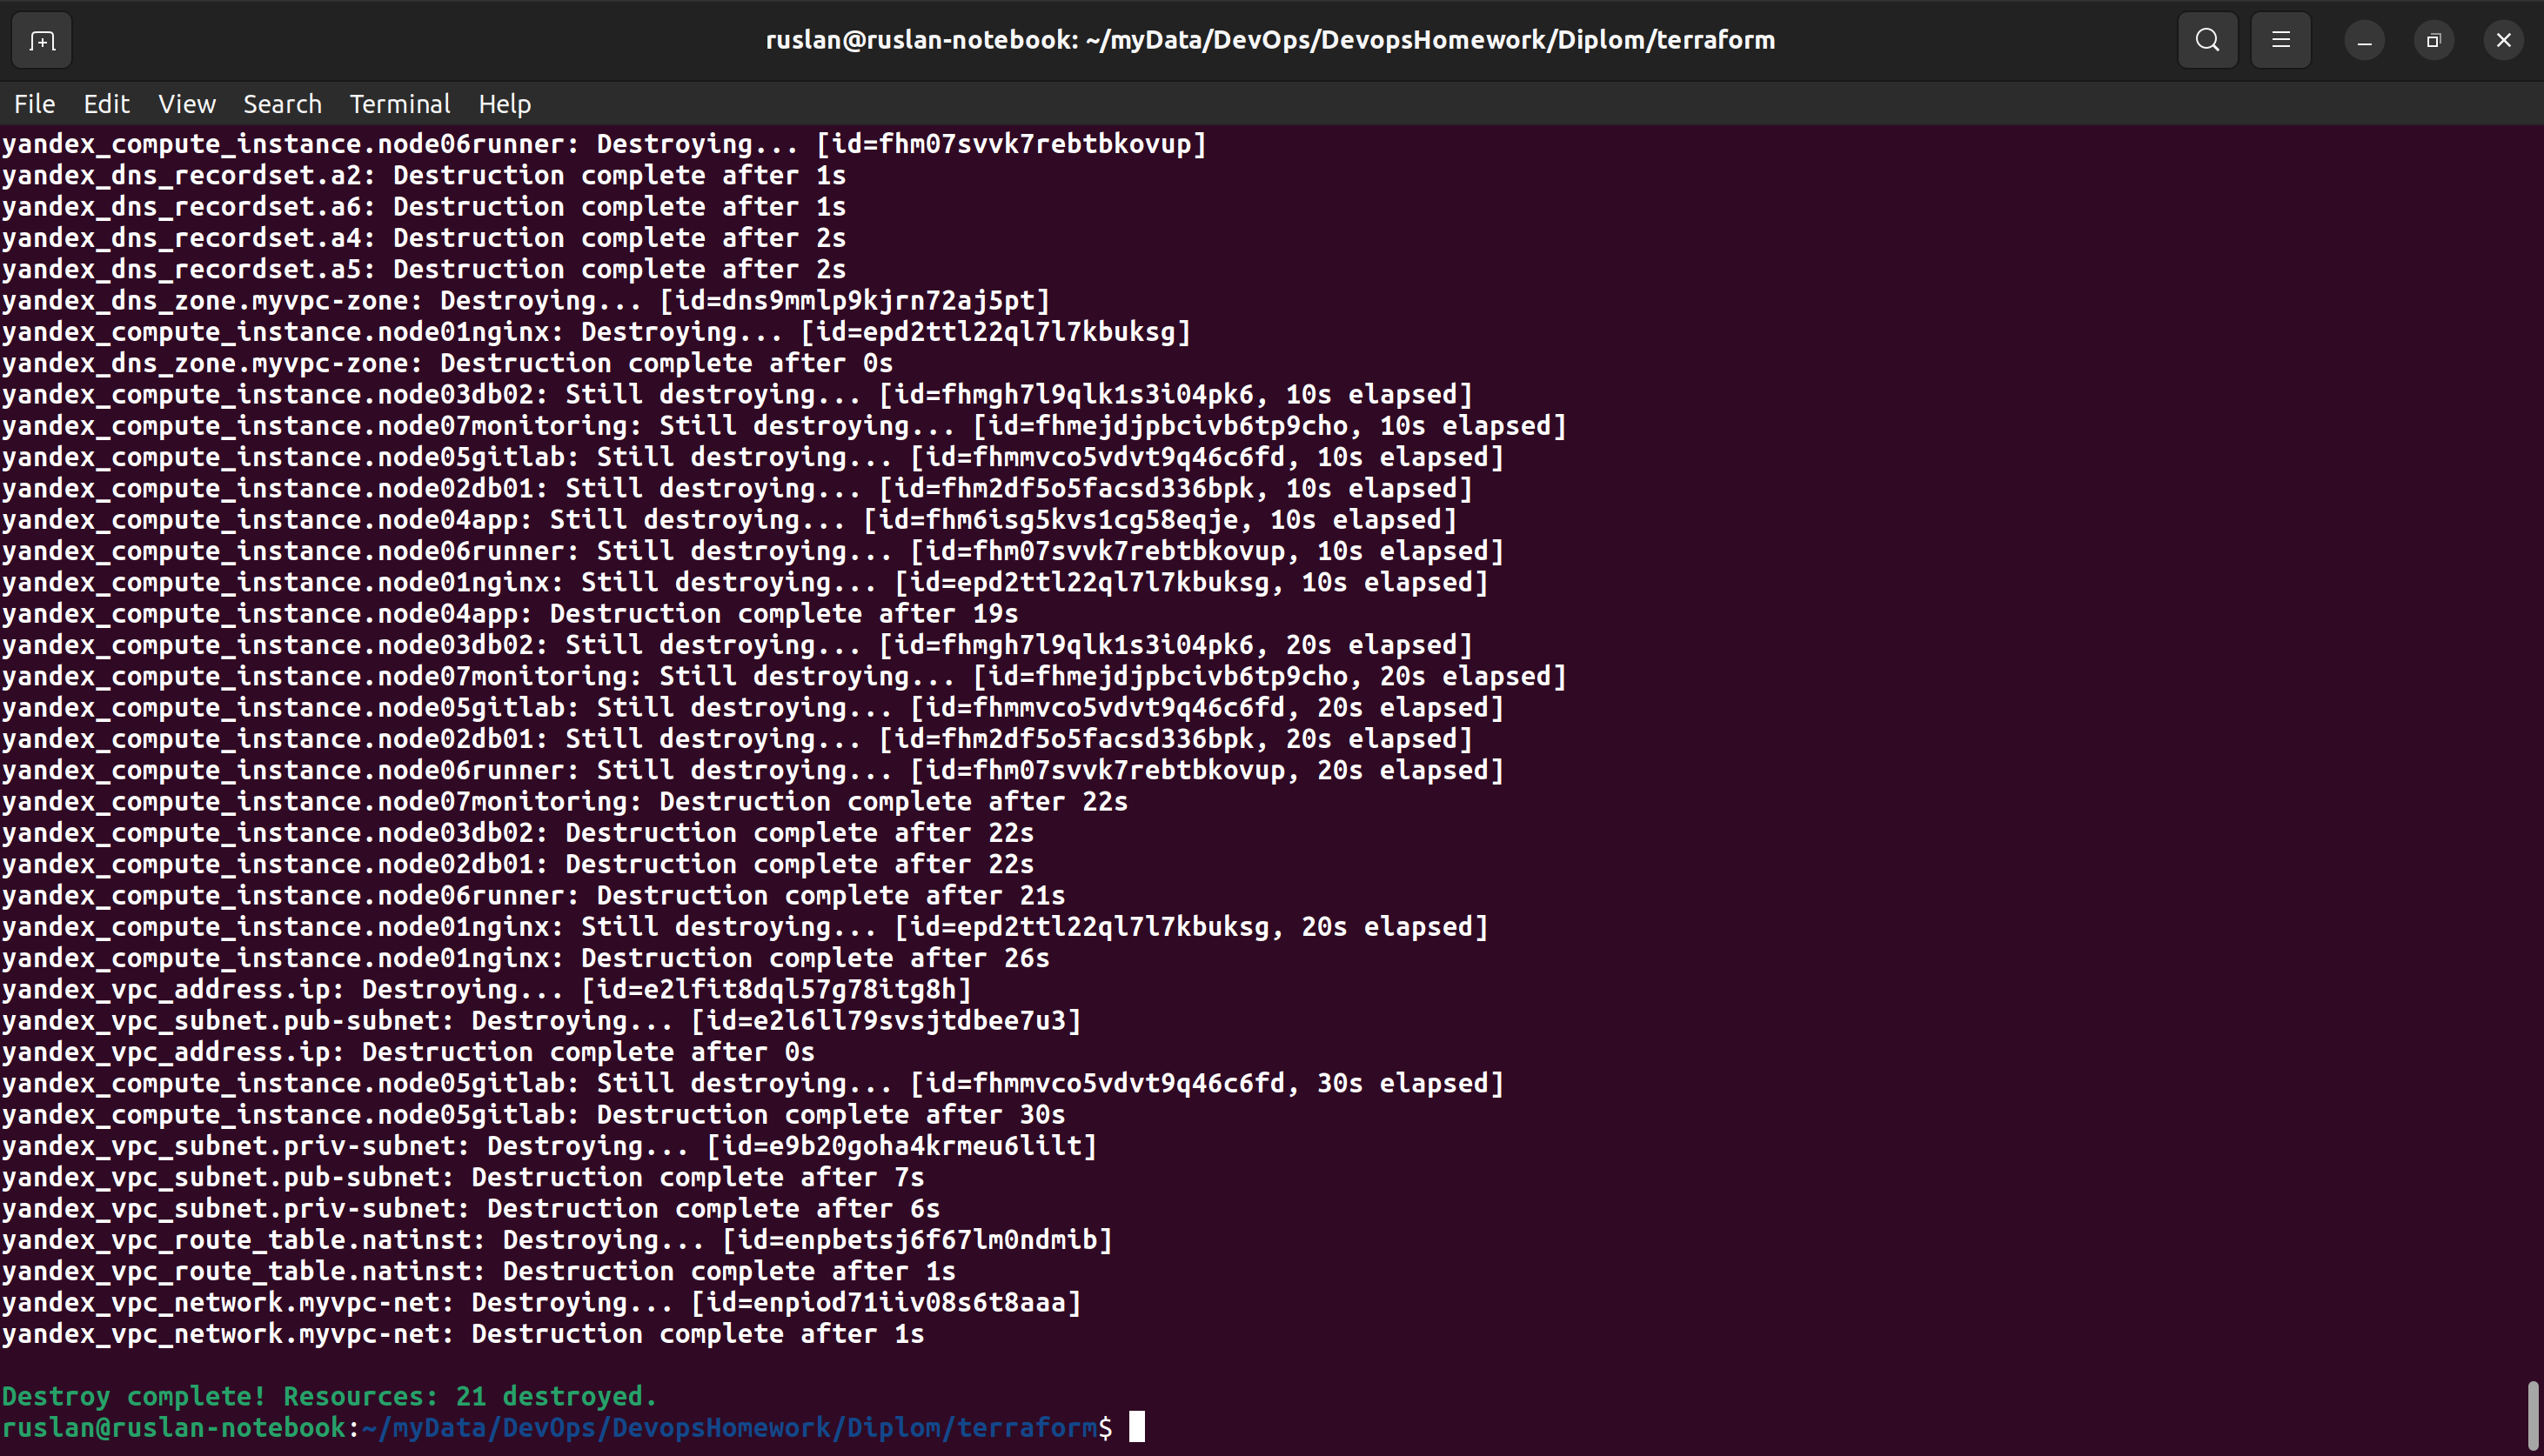 ruslan@ruslan-notebook: ~/myData/DevOps/DevopsHomework/Diplom/terraform
File Edit View Search Terminal Help
yandex_compute_instance.node06runner: Destroying... [id=fhm07svvk7rebtbkovup]
yandex_dns_recordset.a2: Destruction complete after 1s
yandex_dns_recordset.a6: Destruction complete after 1s
yandex_dns_recordset.a4: Destruction complete after 2s
yandex_dns_recordset.a5: Destruction complete after 2s
yandex_dns_zone.myvpc-zone: Destroying... [id=dns9mmlp9kjrn72aj5pt]
yandex_compute_instance.node01nginx: Destroying... [id=epd2ttl22ql7l7kbuksg]
yandex_dns_zone.myvpc-zone: Destruction complete after 0s
yandex_compute_instance.node03db02: Still destroying... [id=fhmgh7l9qlk1s3i04pk6, 10s elapsed]
yandex_compute_instance.node07monitoring: Still destroying... [id=fhmejdjpbcivb6tp9cho, 10s elapsed]
yandex_compute_instance.node05gitlab: Still destroying... [id=fhmmvco5vdvt9q46c6fd, 10s elapsed]
yandex_compute_instance.node02db01: Still destroying... [id=fhm2df5o5facsd336bpk, 10s elapsed]
yandex_compute_instance.node04app: Still destroying... [id=fhm6isg5kvs1cg58eqje, 10s elapsed]
yandex_compute_instance.node06runner: Still destroying... [id=fhm07svvk7rebtbkovup, 10s elapsed]
yandex_compute_instance.node01nginx: Still destroying... [id=epd2ttl22ql7l7kbuksg, 10s elapsed]
yandex_compute_instance.node04app: Destruction complete after 19s
yandex_compute_instance.node03db02: Still destroying... [id=fhmgh7l9qlk1s3i04pk6, 20s elapsed]
yandex_compute_instance.node07monitoring: Still destroying... [id=fhmejdjpbcivb6tp9cho, 20s elapsed]
yandex_compute_instance.node05gitlab: Still destroying... [id=fhmmvco5vdvt9q46c6fd, 20s elapsed]
yandex_compute_instance.node02db01: Still destroying... [id=fhm2df5o5facsd336bpk, 20s elapsed]
yandex_compute_instance.node06runner: Still destroying... [id=fhm07svvk7rebtbkovup, 20s elapsed]
yandex_compute_instance.node07monitoring: Destruction complete after 22s
yandex_compute_instance.node03db02: Destruction complete after 22s
yandex_compute_instance.node02db01: Destruction complete after 22s
yandex_compute_instance.node06runner: Destruction complete after 21s
yandex_compute_instance.node01nginx: Still destroying... [id=epd2ttl22ql7l7kbuksg, 20s elapsed]
yandex_compute_instance.node01nginx: Destruction complete after 26s
yandex_vpc_address.ip: Destroying... [id=e2lfit8dql57g78itg8h]
yandex_vpc_subnet.pub-subnet: Destroying... [id=e2l6ll79svsjtdbee7u3]
yandex_vpc_address.ip: Destruction complete after 0s
yandex_compute_instance.node05gitlab: Still destroying... [id=fhmmvco5vdvt9q46c6fd, 30s elapsed]
yandex_compute_instance.node05gitlab: Destruction complete after 30s
yandex_vpc_subnet.priv-subnet: Destroying... [id=e9b20goha4krmeu6lilt]
yandex_vpc_subnet.pub-subnet: Destruction complete after 7s
yandex_vpc_subnet.priv-subnet: Destruction complete after 6s
yandex_vpc_route_table.natinst: Destroying... [id=enpbetsj6f67lm0ndmib]
yandex_vpc_route_table.natinst: Destruction complete after 1s
yandex_vpc_network.myvpc-net: Destroying... [id=enpiod71iiv08s6t8aaa]
yandex_vpc_network.myvpc-net: Destruction complete after 1s
Destroy complete! Resources: 21 destroyed.
ruslan@ruslan-notebook:~/myData/DevOps/DevopsHomework/Diplom/terraform$